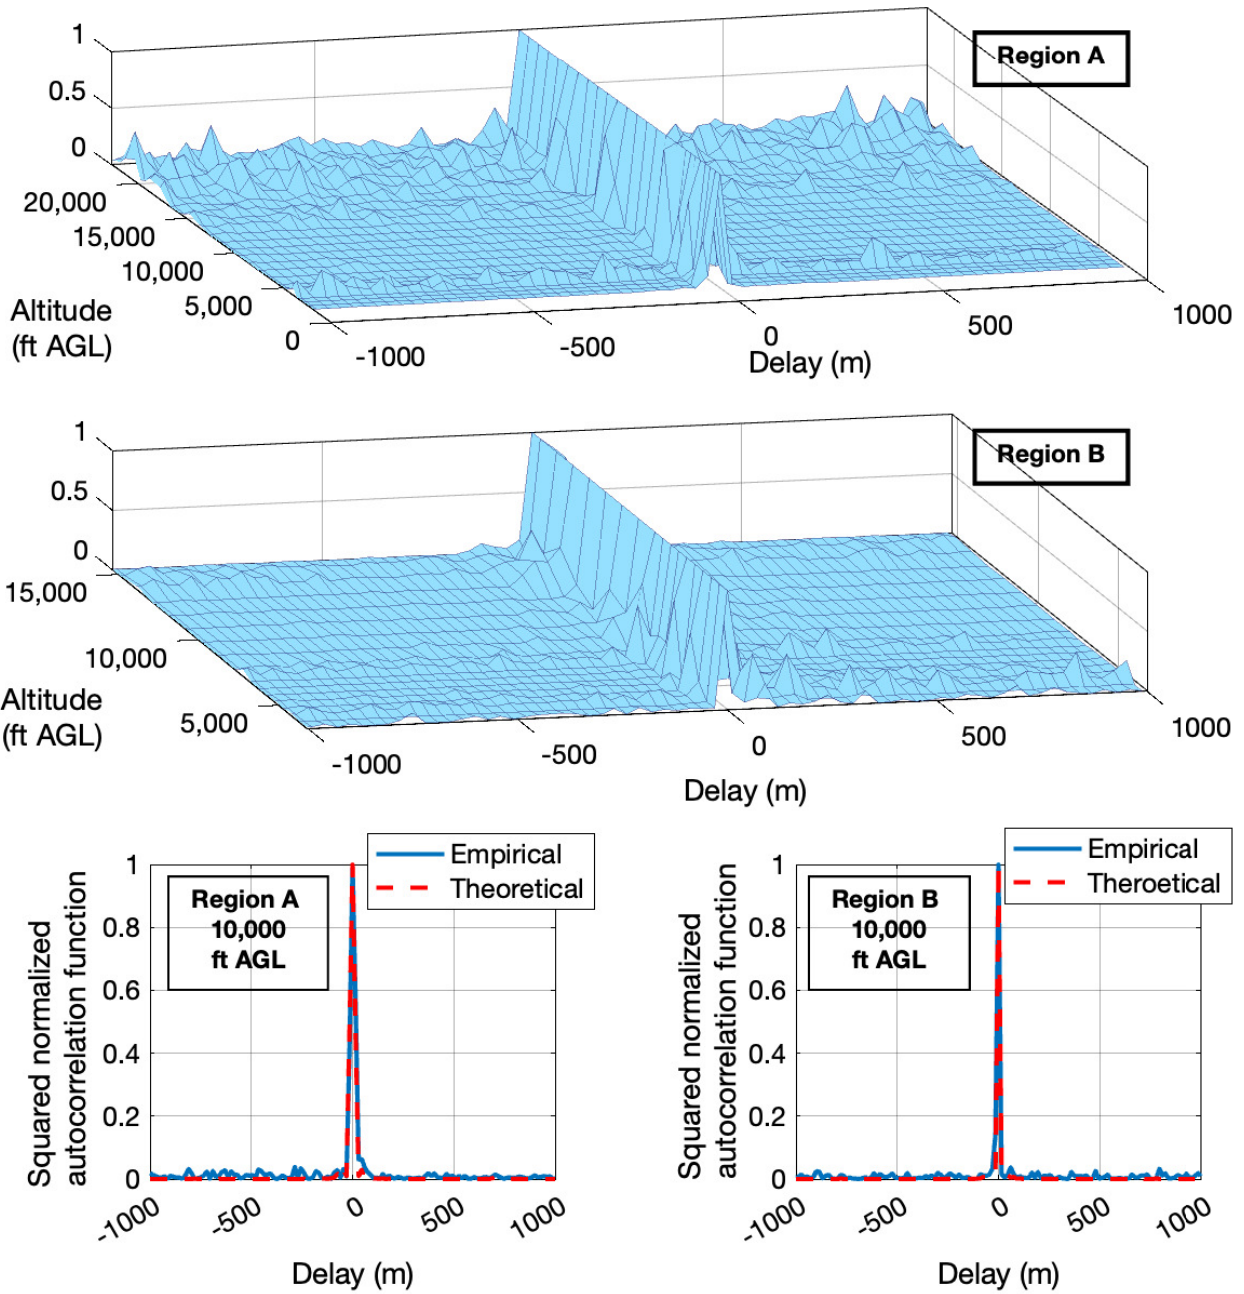 1
0.5
0
20,000
15,000
10,000
5,000
0
Altitude
(ft AGL)
-1000
-500
0
500
1000
Delay (m)
Region A
1
0.5
0
15,000
10,000
5,000
Altitude
(ft AGL)
-1000
-500
0
500
1000
Delay (m)
Region B
Empirical
Theoretical
Region A
10,000
ft AGL
Squared normalized
autocorrelation function
1
0.8
0.6
0.4
0.2
0
-1000
-500
0
500
1000
Delay (m)
Empirical
Theroetical
Region B
10,000
ft AGL
Squared normalized
autocorrelation function
1
0.8
0.6
0.4
0.2
0
-1000
-500
0
500
1000
Delay (m)